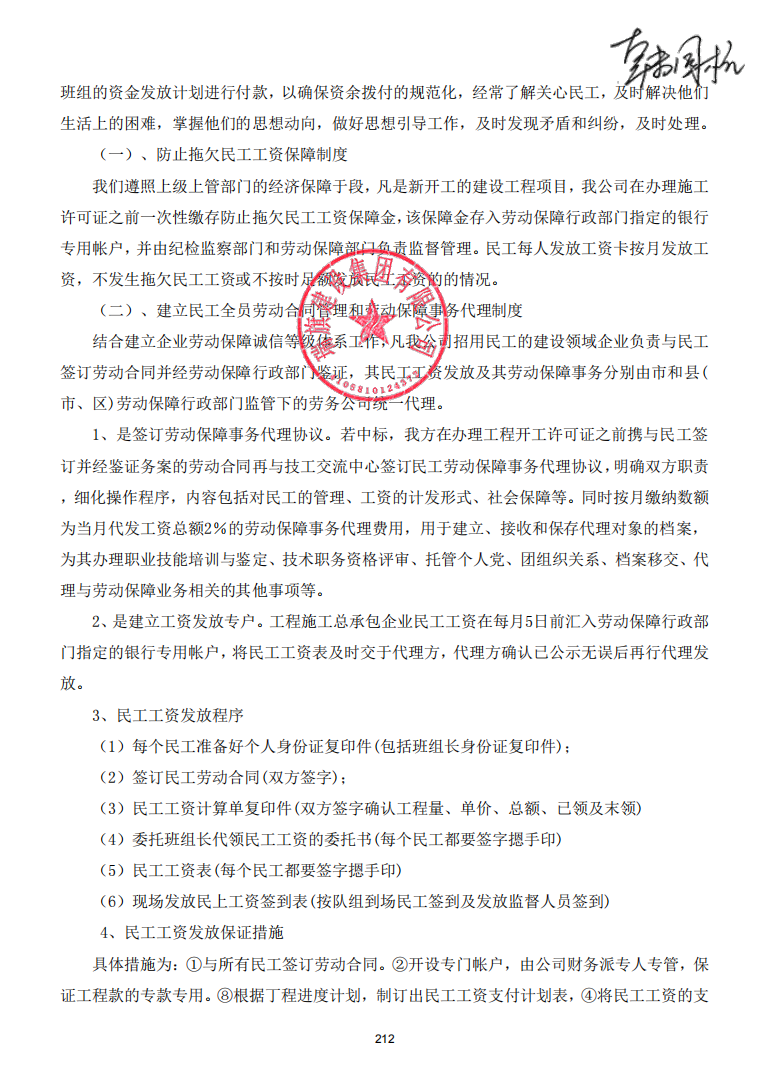 班组的资金发放计划进行付款，以确保资余拨付的规范化，经常了解关心民工，及时解决他们
生活上的困难，掌握他们的思想动向，做好思想引导工作，及时发现矛盾和纠纷，及时处理。
（一）、防止拖欠民工工资保障制度
我们遵照上级上管部门的经济保障于段，凡是新开工的建设工程项目，我公司在办理施工
许可证之前一次性缴存防止拖欠民工工资保障金，该保障金存入劳动保障行政部门指定的银行
专用帐户，并由纪检监察部门和劳动保障部门负责监督管理。民工每人发放工资卡按月发放工
资，不发生拖欠民工工资或不按时足额发放民工工资的的情况。
（二）、建立民工全员劳动合同管理和劳动保障事务代理制度
结合建立企业劳动保障诚信等级体系工作，凡我公司招用民工的建设领域企业负责与民工
签订劳动合同并经劳动保障行政部门鉴证，其民工工资发放及其劳动保障事务分别由市和县(
市、区)劳动保障行政部门监管下的劳务公司统一代理。
1、是签订劳动保障事务代理协议。若中标，我方在办理工程开工许可证之前携与民工签
订并经鉴证务案的劳动合同再与技工交流中心签订民工劳动保障事务代理协议，明确双方职责
，细化操作程序，内容包括对民工的管理、工资的计发形式、社会保障等。同时按月缴纳数额
为当月代发工资总额2％的劳动保障事务代理费用，用于建立、接收和保存代理对象的档案，
为其办理职业技能培训与鉴定、技术职务资格评审、托管个人党、团组织关系、档案移交、代
理与劳动保障业务相关的其他事项等。
2、是建立工资发放专户。工程施工总承包企业民工工资在每月5日前汇入劳动保障行政部
门指定的银行专用帐户，将民工工资表及时交于代理方，代理方确认已公示无误后再行代理发
放。
3、民工工资发放程序
（1）每个民工准备好个人身份证复印件(包括班组长身份证复印件)；
（2）签订民工劳动合同(双方签字)；
（3）民工工资计算单复印件(双方签字确认工程量、单价、总额、已领及末领)
（4）委托班组长代领民工工资的委托书(每个民工都要签字摁手印)
（5）民工工资表(每个民工都要签字摁手印)
（6）现场发放民上工资签到表(按队组到场民工签到及发放监督人员签到)
4、民工工资发放保证措施
具体措施为：①与所有民工签订劳动合同。②开设专门帐户，由公司财务派专人专管，保
证工程款的专款专用。⑧根据丁程进度计划，制订出民工工资支付计划表，④将民工工资的支
212
旗建设集团有限公司